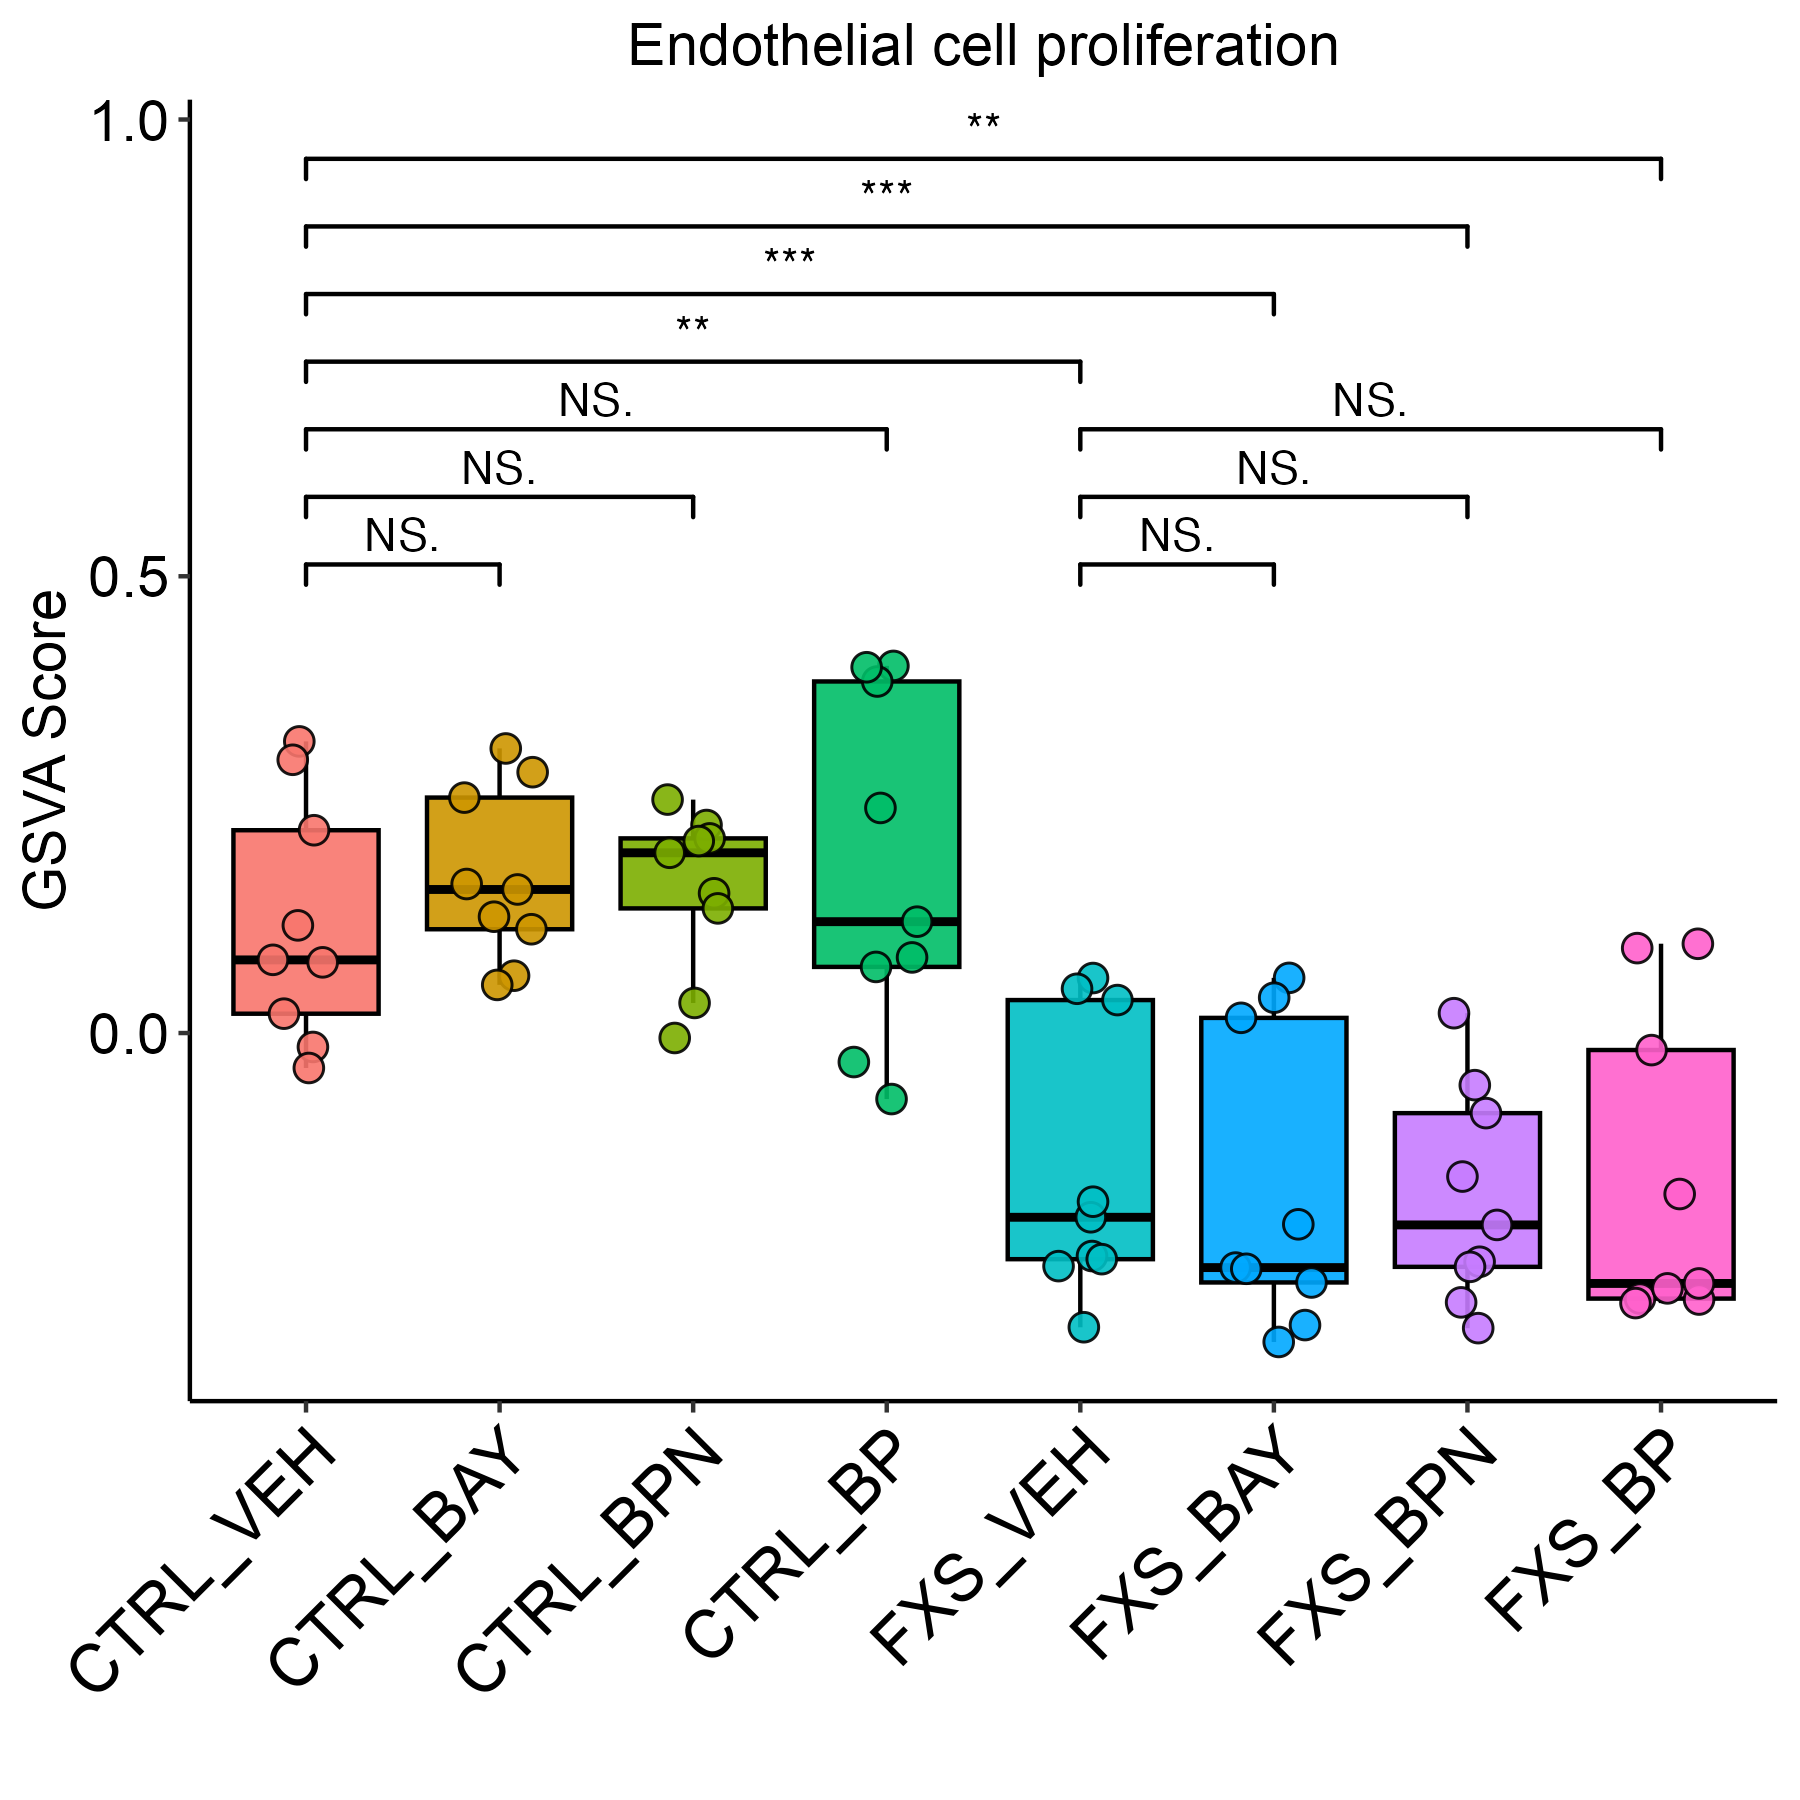 Endothelial cell proliferation
1.0
**
***
***
**
NS.
NS.
NS.
NS.
NS.
NS.
0.5
0.0
GSVA Score
CTRL_VEH
CTRL_BAY
CTRL_BPN
CTRL_BP
FXS_VEH
FXS_BAY
FXS_BPN
FXS_BP